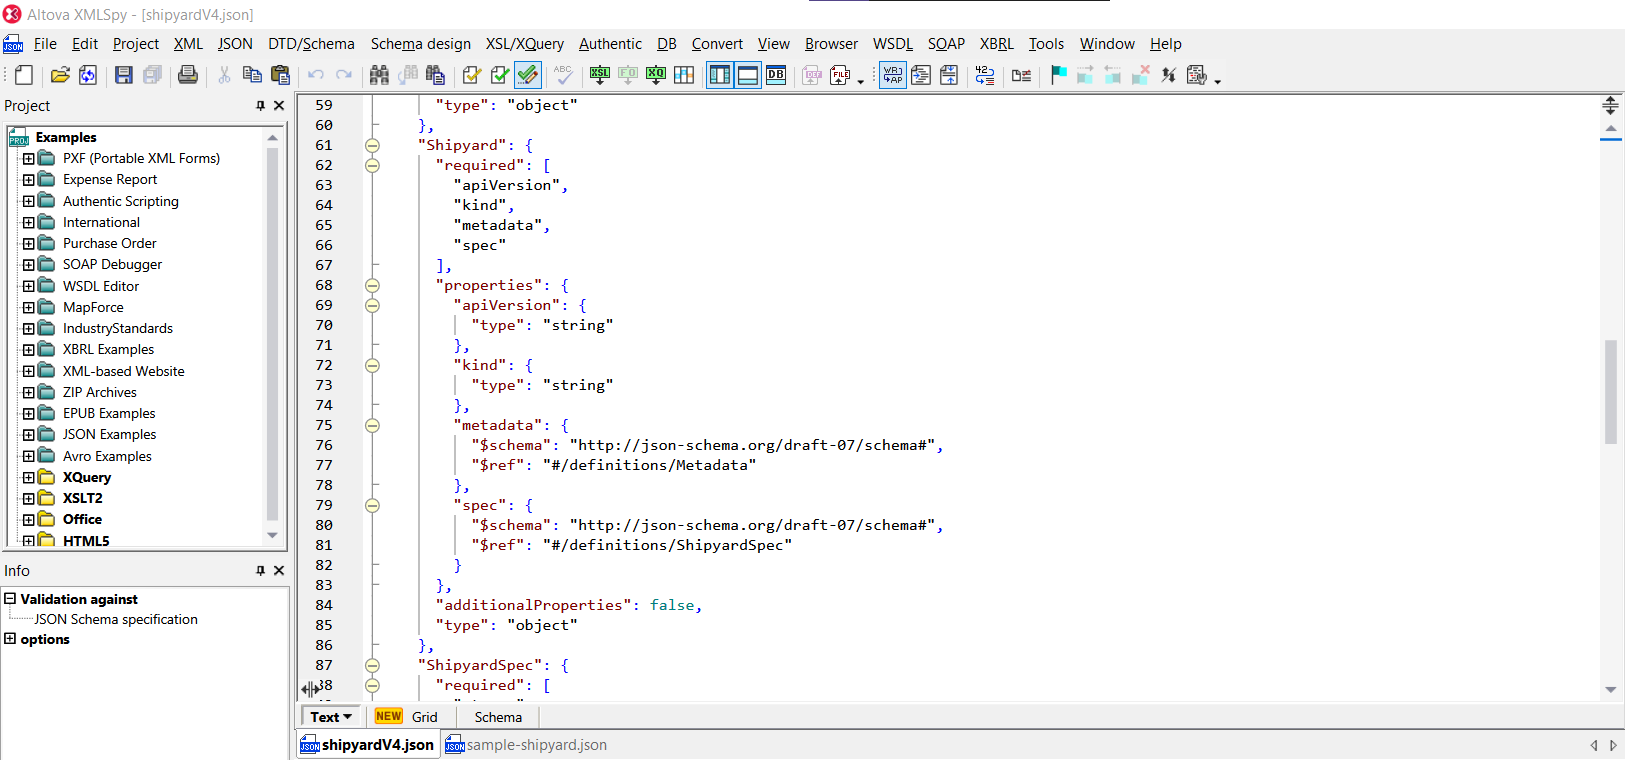 Altova XMLSpy - [shipyardV4.json]
File Edit Project XML JSON DTD/Schema Schema design XSL/XQuery Authentic DB Convert View Browser WSDL SOAP XBRL Tools Window Help
Project
Examples
PXF (Portable XML Forms)
Expense Report
Authentic Scripting
International
Purchase Order
SOAP Debugger
WSDL Editor
MapForce
IndustryStandards
XBRL Examples
XML-based Website
ZIP Archives
EPUB Examples
JSON Examples
Avro Examples
XQuery
XSLT2
Office
HTML5
Info
Validation against
JSON Schema specification
options
59 "type": "object"
60 },
61 "Shipyard": {
62 "required": [
63 "apiVersion",
64 "kind",
65 "metadata",
66 "spec"
67 ],
68 "properties": {
69 "apiVersion": {
70 "type": "string"
71 },
72 "kind": {
73 "type": "string"
74 },
75 "metadata": {
76 "$schema": "http://json-schema.org/draft-07/schema#",
77 "$ref": "#/definitions/Metadata"
78 },
79 "spec": {
80 "$schema": "http://json-schema.org/draft-07/schema#",
81 "$ref": "#/definitions/ShipyardSpec"
82 }
83 },
84 "additionalProperties": false,
85 "type": "object"
86 },
87 "ShipyardSpec": {
88 "required": [
Text NEW Grid Schema
shipyardV4.json sample-shipyard.json